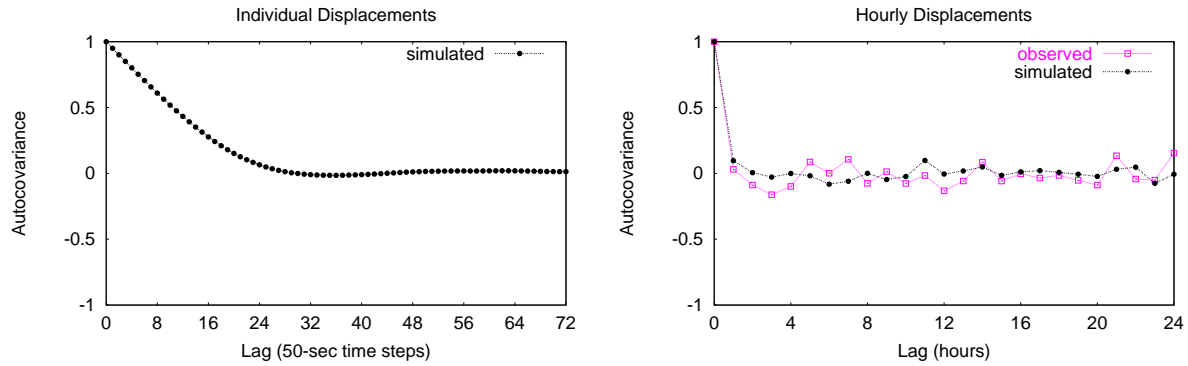 Individual Displacements
simulated
1
0.5
0
-0.5
-1
Autocovariance
0 8 16 24 32 40 48 56 64 72
Lag (50-sec time steps)
Hourly Displacements
observed
simulated
1
0.5
0
-0.5
-1
Autocovariance
0 4 8 12 16 20 24
Lag (hours)